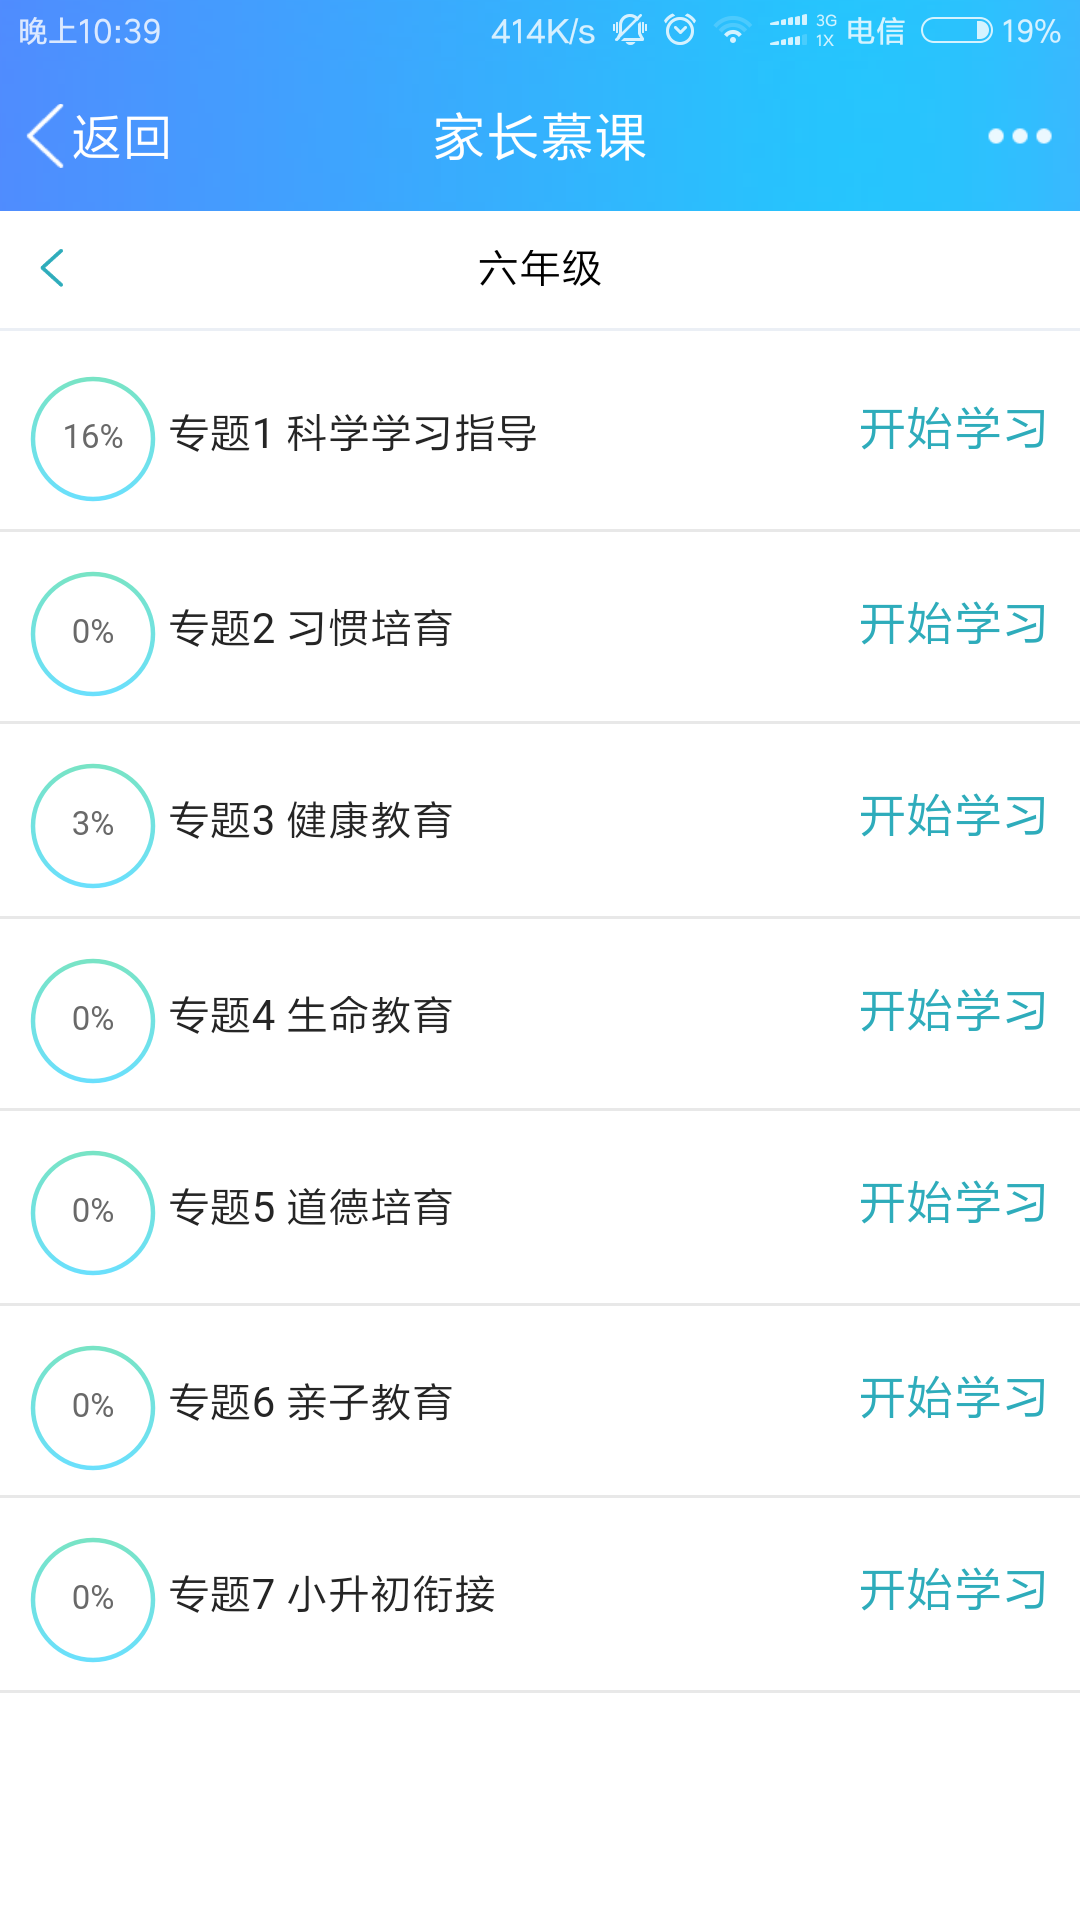 晚上10:39 414K/s 3G 1X 电信 19%
返回 家长慕课
六年级
16% 专题1 科学学习指导 开始学习
0% 专题2 习惯培育 开始学习
3% 专题3 健康教育 开始学习
0% 专题4 生命教育 开始学习
0% 专题5 道德培育 开始学习
0% 专题6 亲子教育 开始学习
0% 专题7 小升初衔接 开始学习